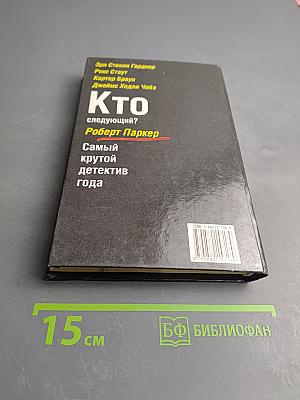 Эрл Стенли Гарднер
Рекс Стаут
Картер Браун
Джеймс Хедли Чейз
Кто
следующий?
Роберт Паркер
Самый
крутой
детектив
года
15 см
БФ БИБЛИОФАН